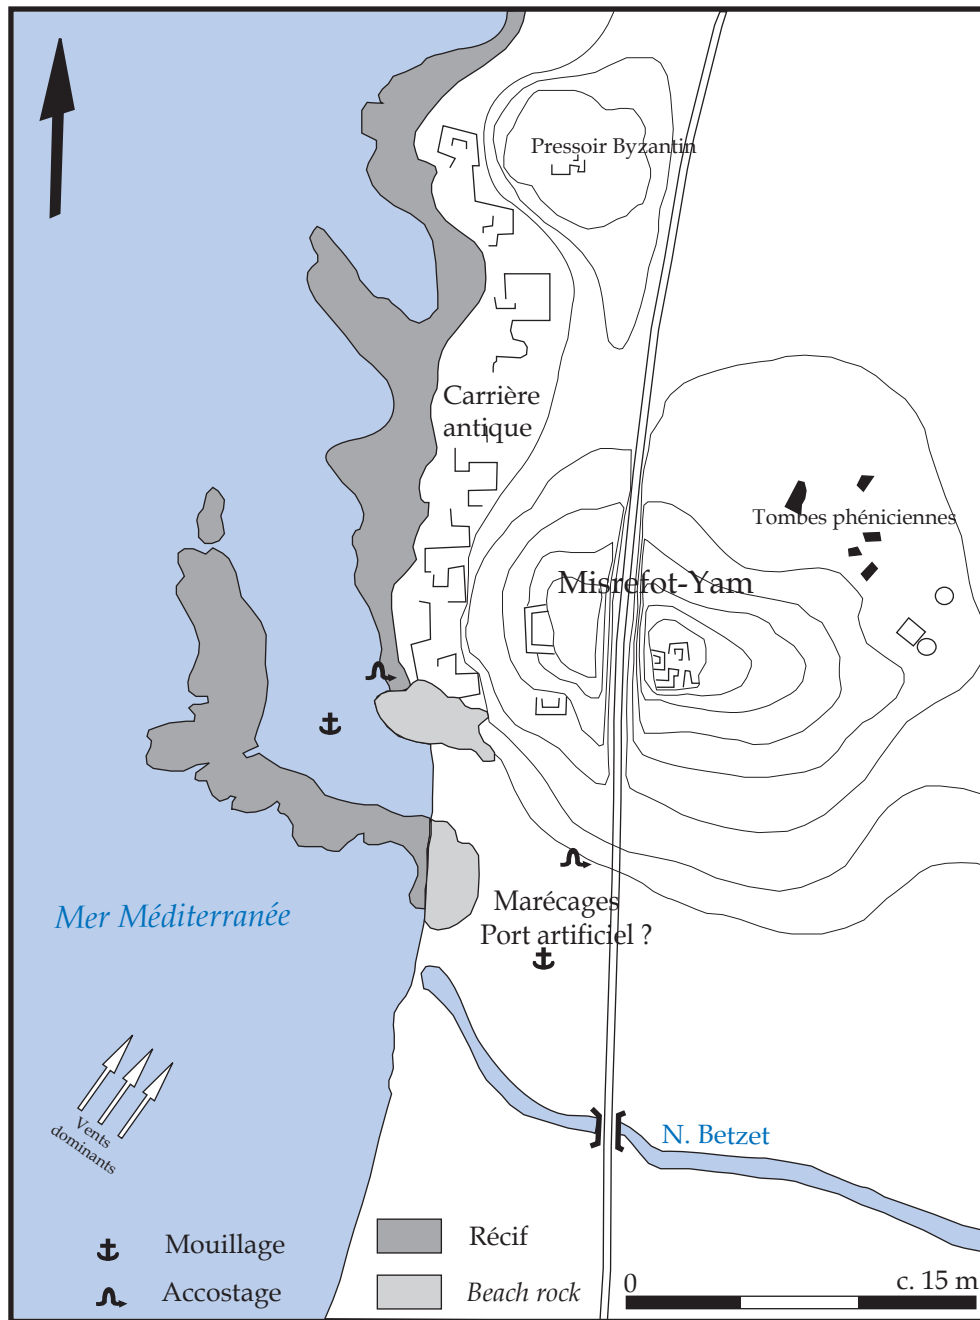 Pressoir Byzantin
Carrière
antique
Tombes phéniciennes
Misrefot-Yam
Mer Méditerranée
Marécages
Port artificiel ?
Vents
dominants
N. Betzet
Mouillage
Récif
Accostage
Beach rock
0
c. 15 m